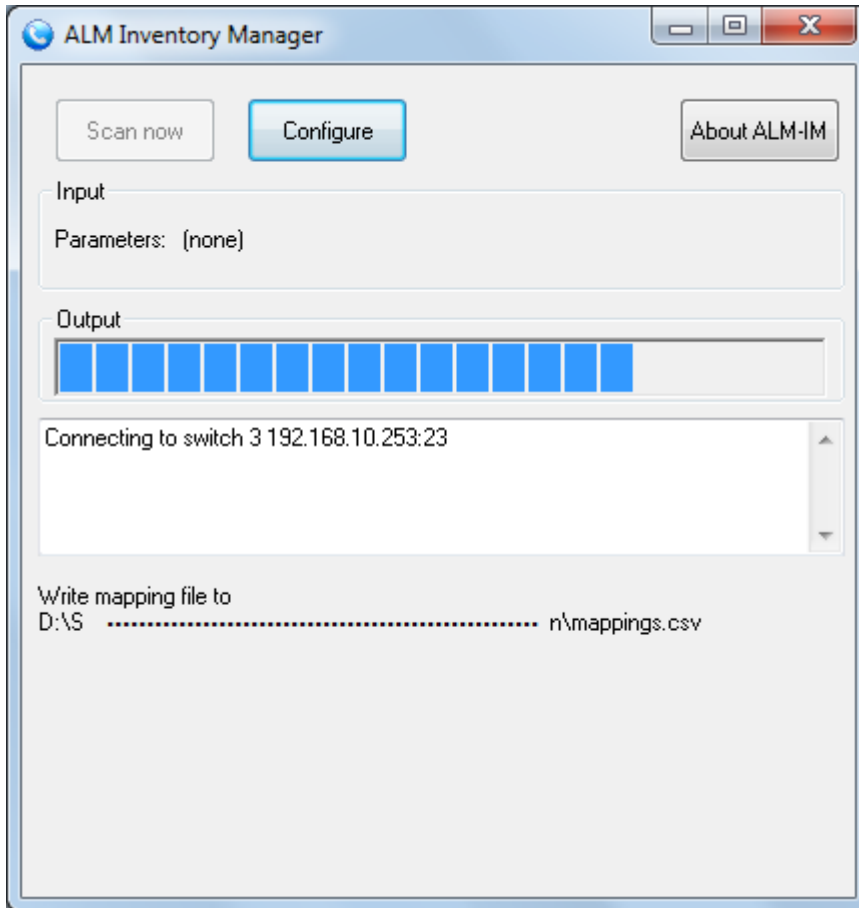 ALM Inventory Manager
Scan now
Configure
About ALM-IM
Input
Parameters: (none)
Output
Connecting to switch 3 192.168.10.253:23
Write mapping file to
D:\S ...................................................... n\mappings.csv